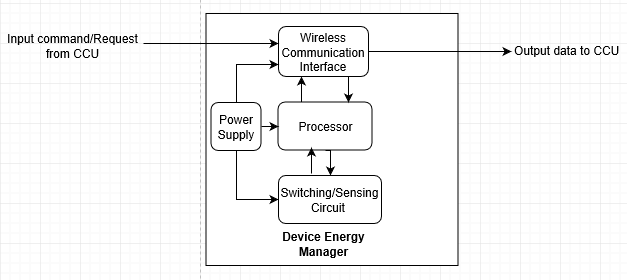 Input command/Request
from CCU
Wireless
Communication
Interface
Output data to CCU
Power
Supply
Processor
Switching/Sensing
Circuit
Device Energy
Manager